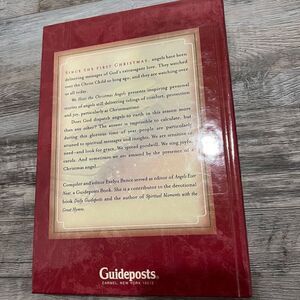 SINCE THE FIRST CHRISTMAS, angels have been
delivering messages of God's extravagant love. They watched
over the Christ Child so long ago, and they are watching over
us all today.
We Hear the Christmas Angels presents inspiring personal
stories of angels still delivering tidings of comfort, protection
and joy, particularly at Christmastime.
Does God dispatch angels to earth in this season more
than any other? The answer is impossible to calculate, but
during this glorious time of year people are particularly
attuned to spiritual messages and insights. We are attuned to
need—and look for grace. We spread goodwill. We sing joyful
carols. And sometimes we are amazed by the presence of a
Christmas angel.
Compiler and editor Evelyn Bence served as editor of Angels Ever
Near, a Guideposts Book. She is a contributor to the devotional
book Daily Guideposts and the author of Spiritual Moments with the
Great Hymns.
Guideposts®
CARMEL, NEW YORK 10512